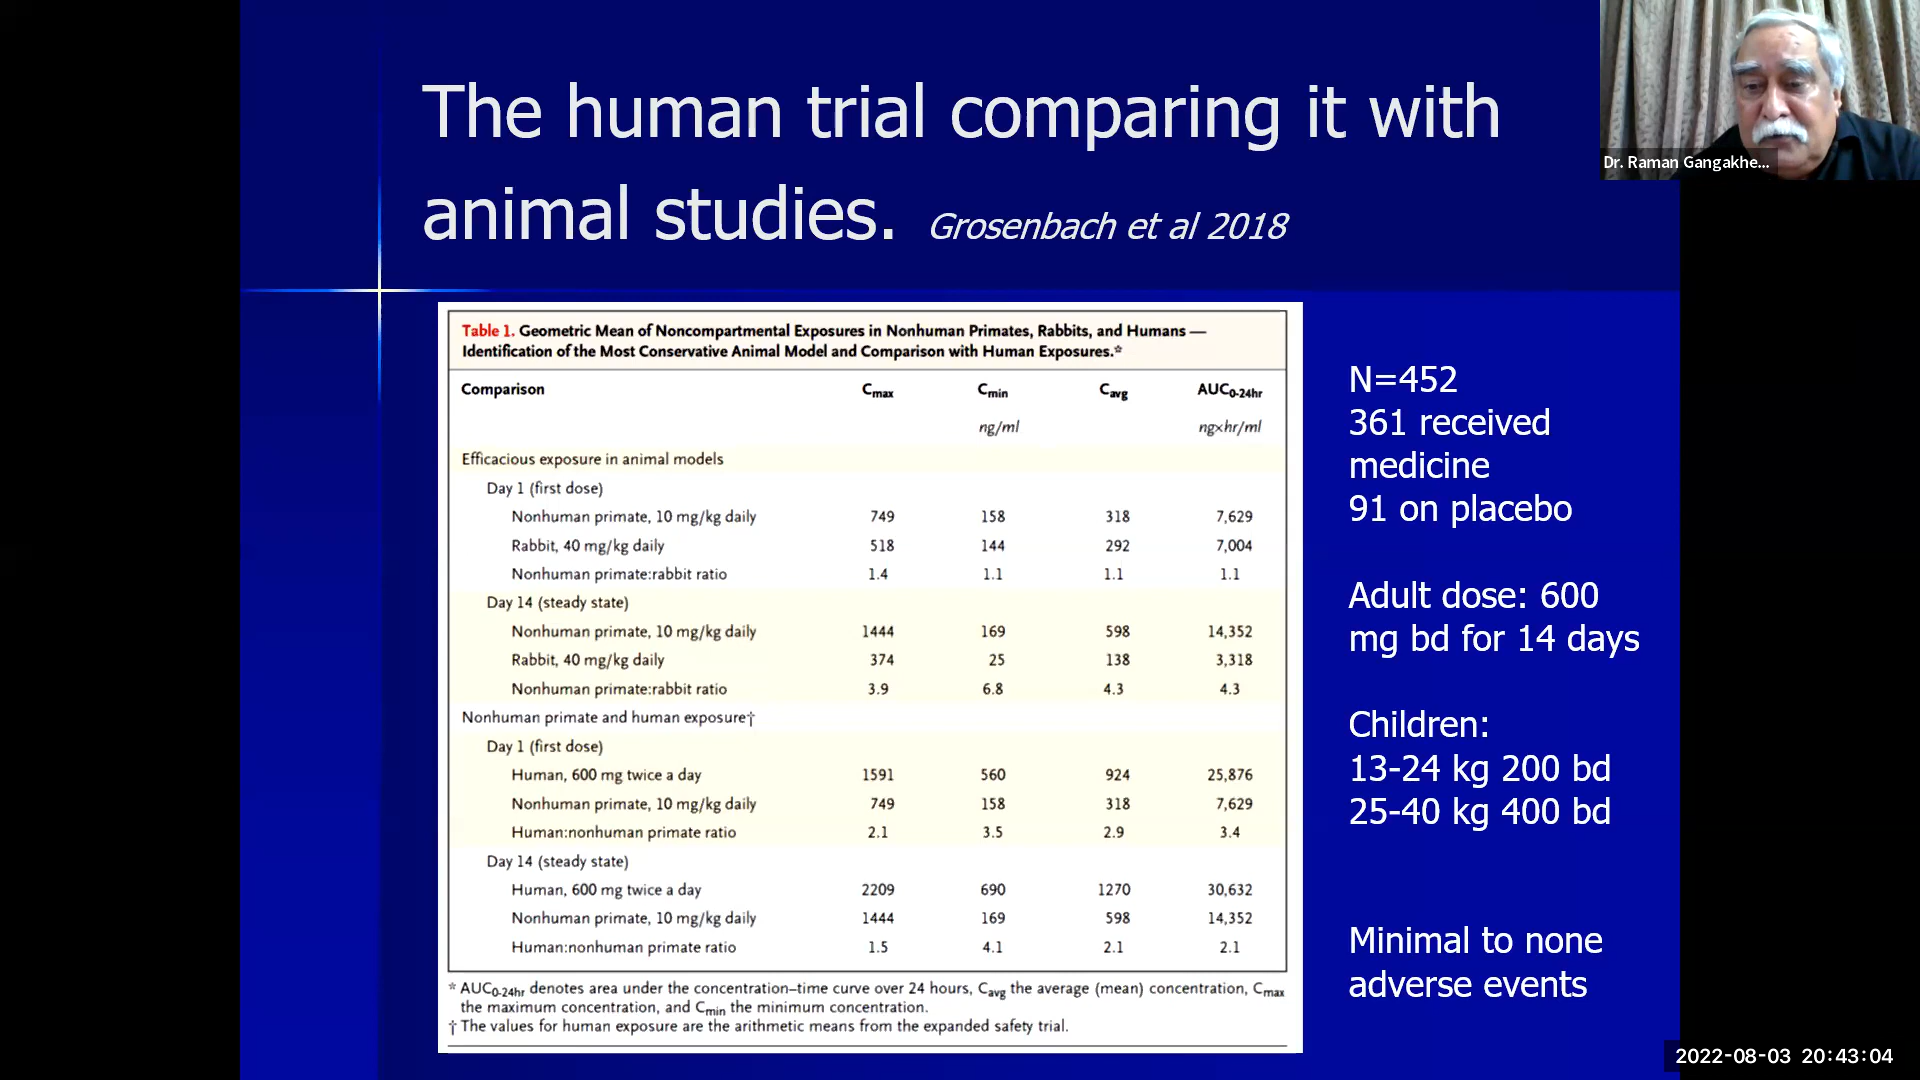 The human trial comparing it with
animal studies. Grosenbach et al 2018
Dr. Raman Gangakhe...
Table 1. Geometric Mean of Noncompartmental Exposures in Nonhuman Primates, Rabbits, and Humans —
Identification of the Most Conservative Animal Model and Comparison with Human Exposures.*
Comparison Cmax Cmin Cavg AUC0-24hr
ng/ml ng×hr/ml
Efficacious exposure in animal models
Day 1 (first dose)
Nonhuman primate, 10 mg/kg daily 749 158 318 7,629
Rabbit, 40 mg/kg daily 518 144 292 7,004
Nonhuman primate:rabbit ratio 1.4 1.1 1.1 1.1
Day 14 (steady state)
Nonhuman primate, 10 mg/kg daily 1444 169 598 14,352
Rabbit, 40 mg/kg daily 374 25 138 3,318
Nonhuman primate:rabbit ratio 3.9 6.8 4.3 4.3
Nonhuman primate and human exposure†
Day 1 (first dose)
Human, 600 mg twice a day 1591 560 924 25,876
Nonhuman primate, 10 mg/kg daily 749 158 318 7,629
Human:nonhuman primate ratio 2.1 3.5 2.9 3.4
Day 14 (steady state)
Human, 600 mg twice a day 2209 690 1270 30,632
Nonhuman primate, 10 mg/kg daily 1444 169 598 14,352
Human:nonhuman primate ratio 1.5 4.1 2.1 2.1
* AUC0-24hr denotes area under the concentration–time curve over 24 hours, Cavg the average (mean) concentration, Cmax
the maximum concentration, and Cmin the minimum concentration.
† The values for human exposure are the arithmetic means from the expanded safety trial.
N=452
361 received
medicine
91 on placebo
Adult dose: 600
mg bd for 14 days
Children:
13-24 kg 200 bd
25-40 kg 400 bd
Minimal to none
adverse events
2022-08-03 20:43:04